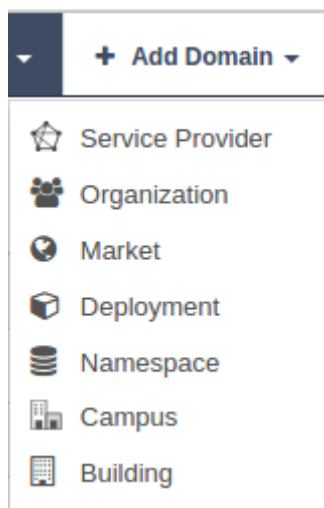 Add Domain
Service Provider
Organization
Market
Deployment
Namespace
Campus
Building